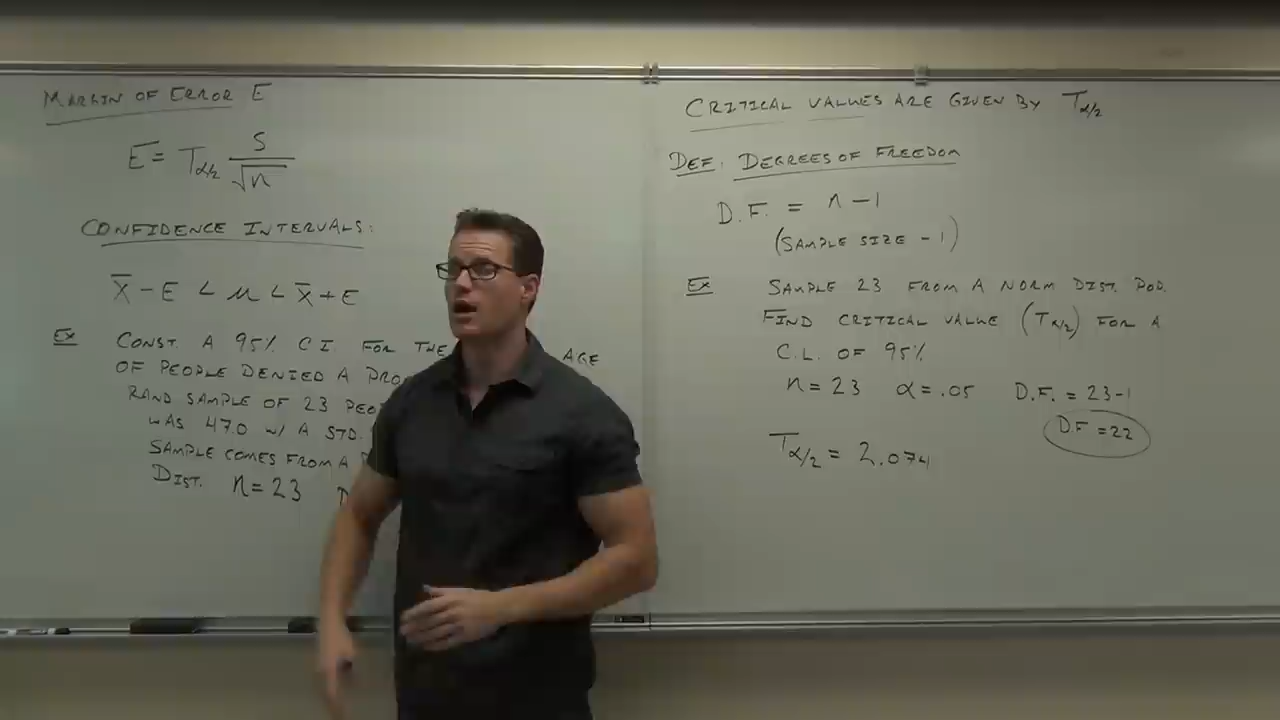 MARGIN OF ERROR E
E = Tα/2 S/√n
CONFIDENCE INTERVALS:
x̄ - E < μ < x̄ + E
EX CONST. A 95% CI FOR THE AGE
OF PEOPLE DENIED A
RAND SAMPLE OF 23
WAS 47.0 W/ A STD.
SAMPLE COMES FROM A
DIST. n = 23
CRITICAL VALUES ARE GIVEN BY Tα/2
DEF: DEGREES OF FREEDOM
D.F. = n - 1
(SAMPLE SIZE - 1)
EX SAMPLE 23 FROM A NORM DIST. POP.
FIND CRITICAL VALUE (Tα/2) FOR A
C.L. OF 95%
n = 23 α = .05 D.F. = 23-1
DF = 22
Tα/2 = 2.074